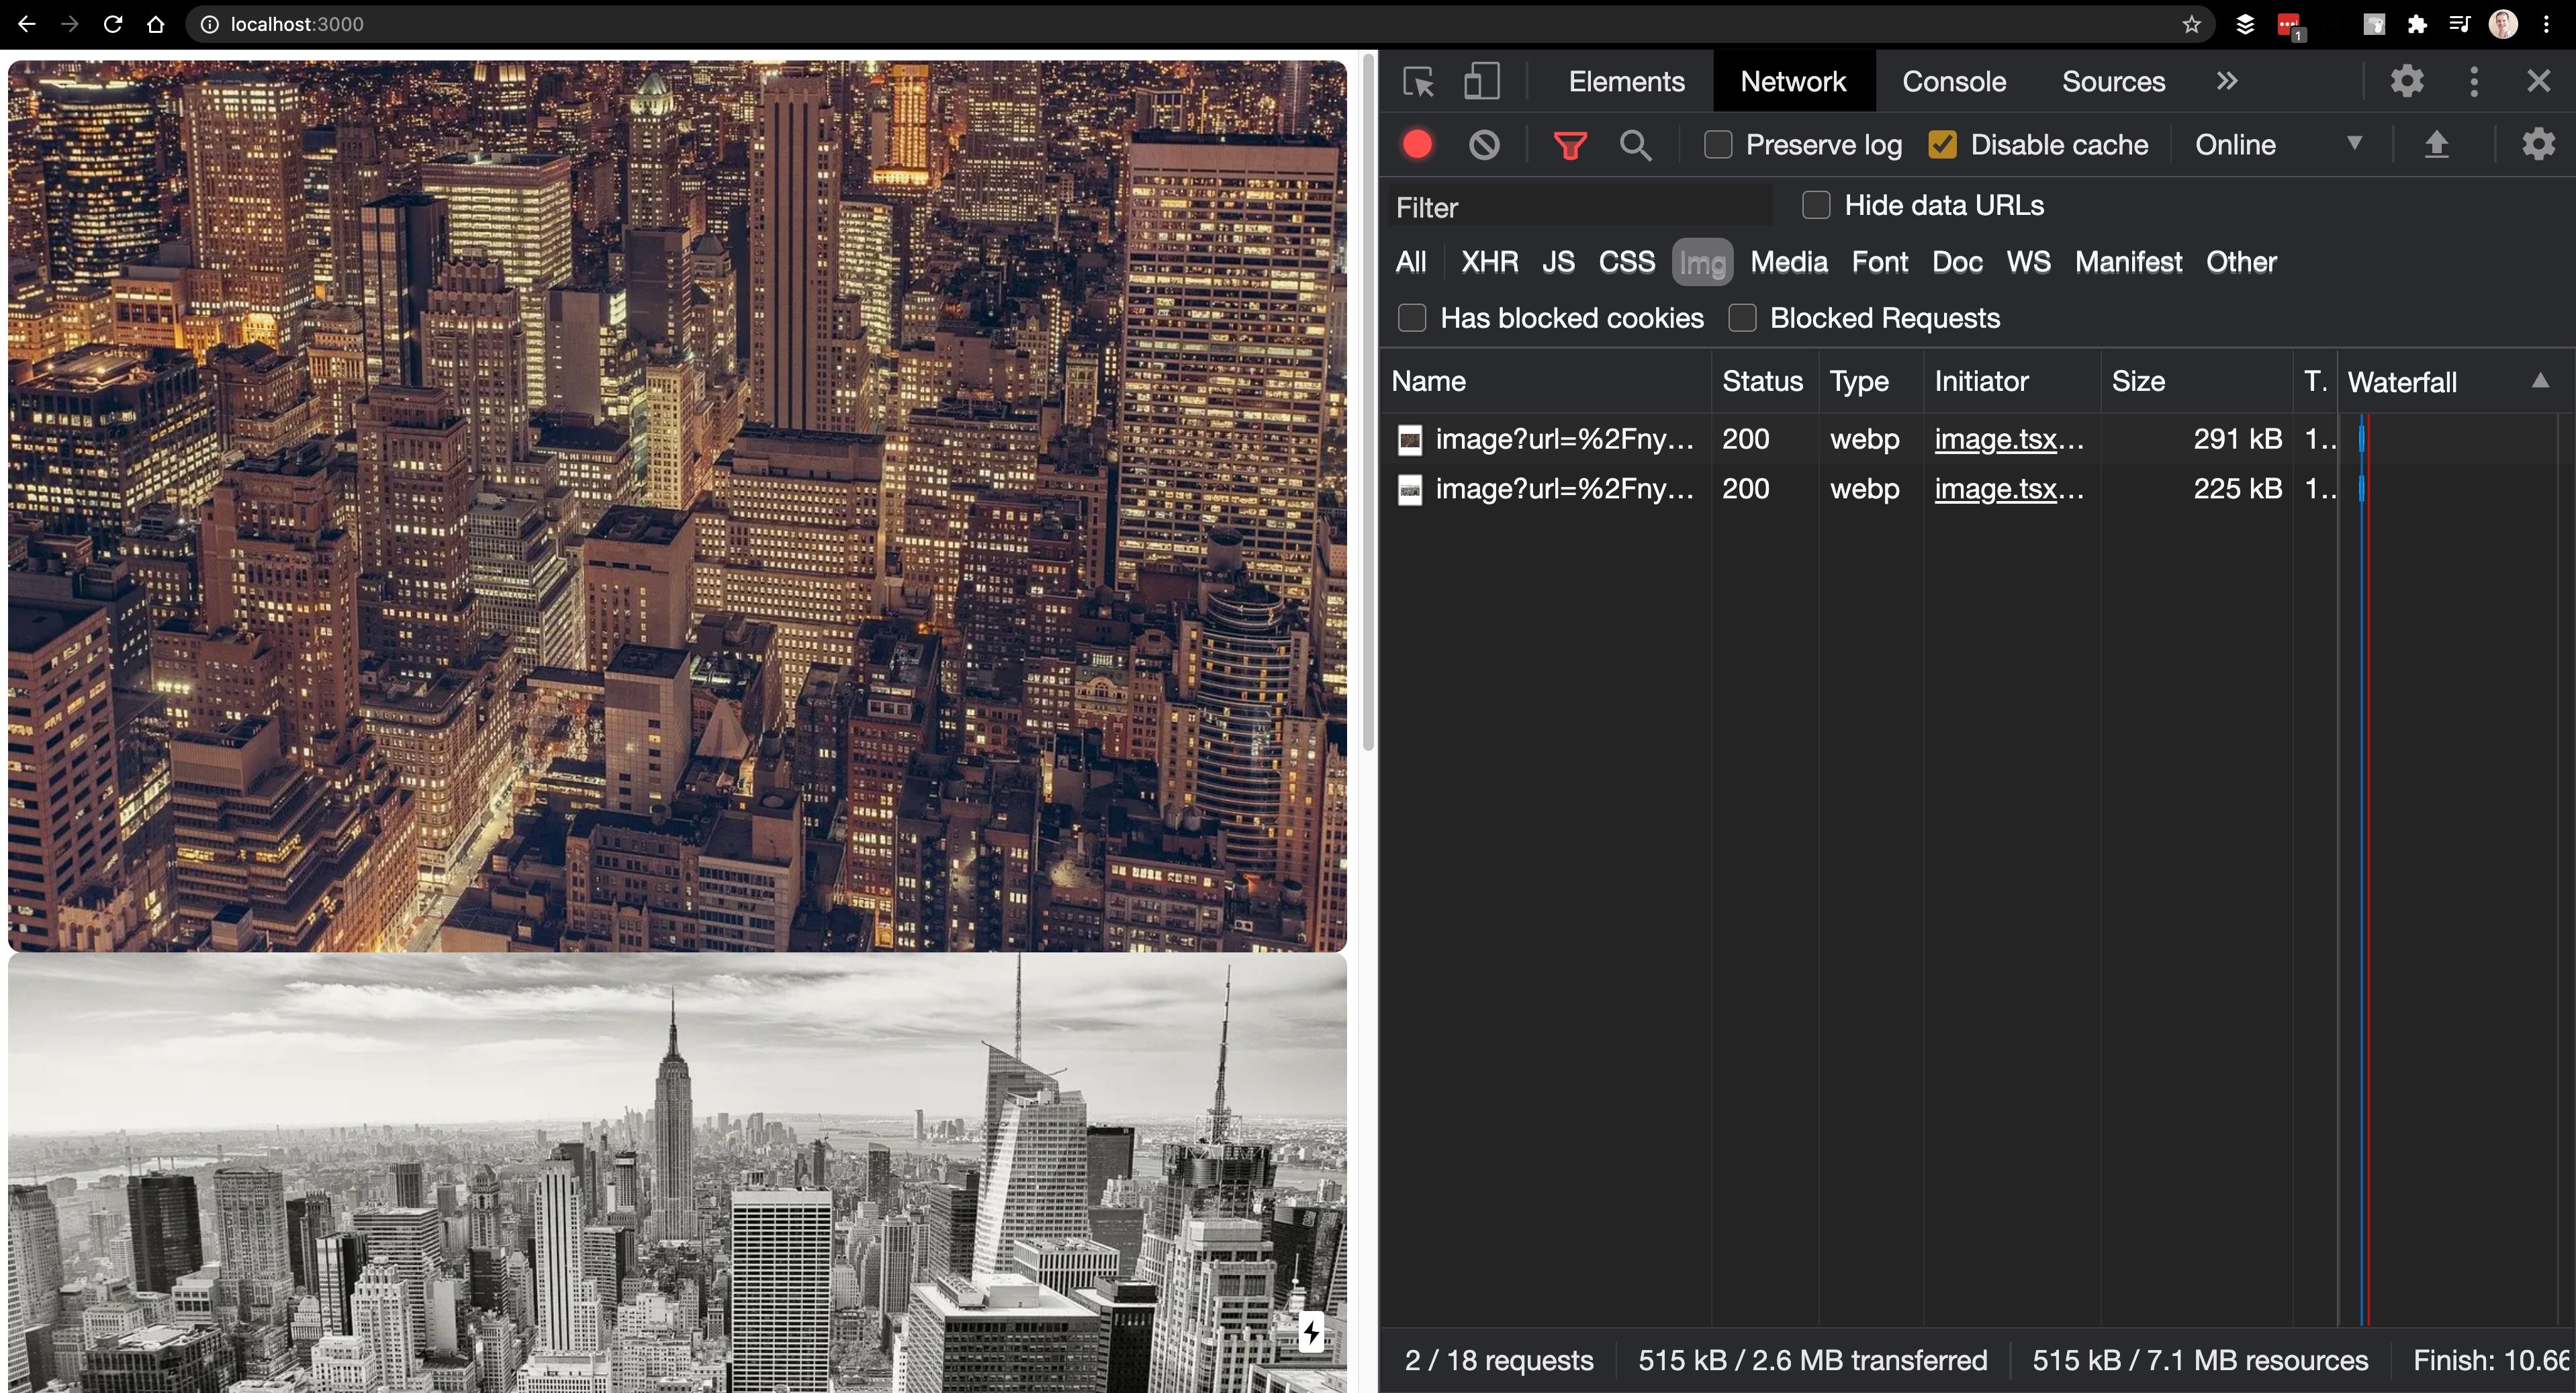 localhost:3000
1
Elements Network Console Sources »
Preserve log Disable cache Online
Filter Hide data URLs
All XHR JS CSS Img Media Font Doc WS Manifest Other
Has blocked cookies Blocked Requests
Name Status Type Initiator Size T. Waterfall
image?url=%2Fny... 200 webp image.tsx... 291 kB 1..
image?url=%2Fny... 200 webp image.tsx... 225 kB 1..
2 / 18 requests 515 kB / 2.6 MB transferred 515 kB / 7.1 MB resources Finish: 10.66